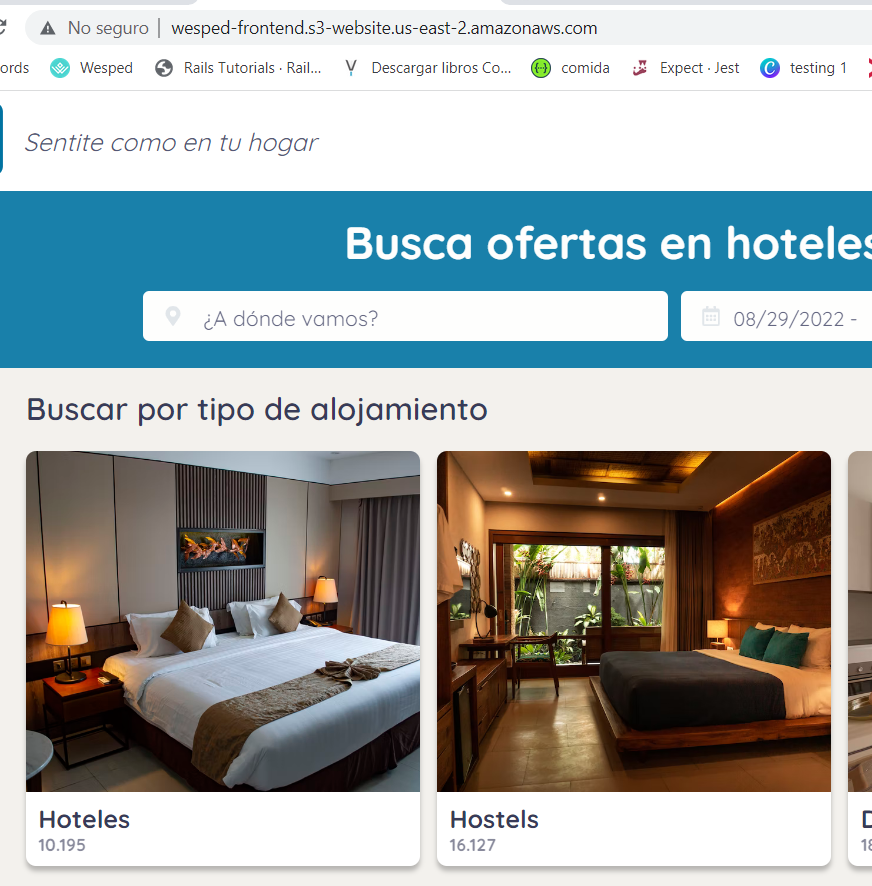 No seguro | wesped-frontend.s3-website.us-east-2.amazonaws.com
ords Wesped Rails Tutorials · Rail... Descargar libros Co... comida Expect · Jest testing 1
Sentite como en tu hogar
Busca ofertas en hoteles
¿A dónde vamos? 08/29/2022 -
Buscar por tipo de alojamiento
Hoteles Hostels
10.195 16.127